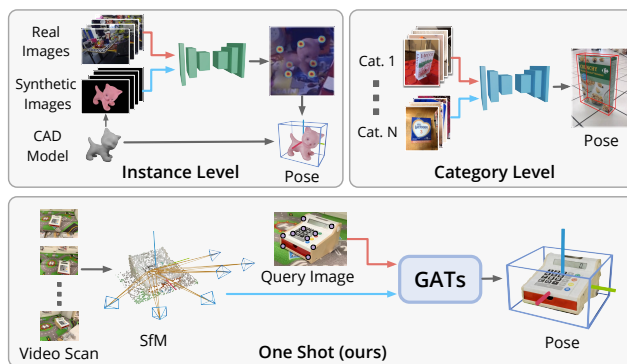 Real
Images
Synthetic
Images
CAD
Model
Pose
Instance Level
Cat. 1
Cat. N
Pose
Category Level
Video Scan
SfM
Query Image
GATs
Pose
One Shot (ours)